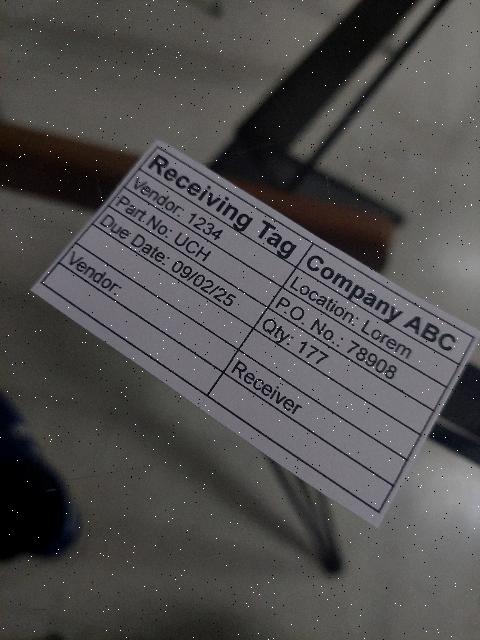 Receiving Tag Company ABC
Vendor: 1234 Location: Lorem
Part No: UCH P.O. No.: 78908
Due Date: 09/02/25 Qty: 177
Vendor: Receiver